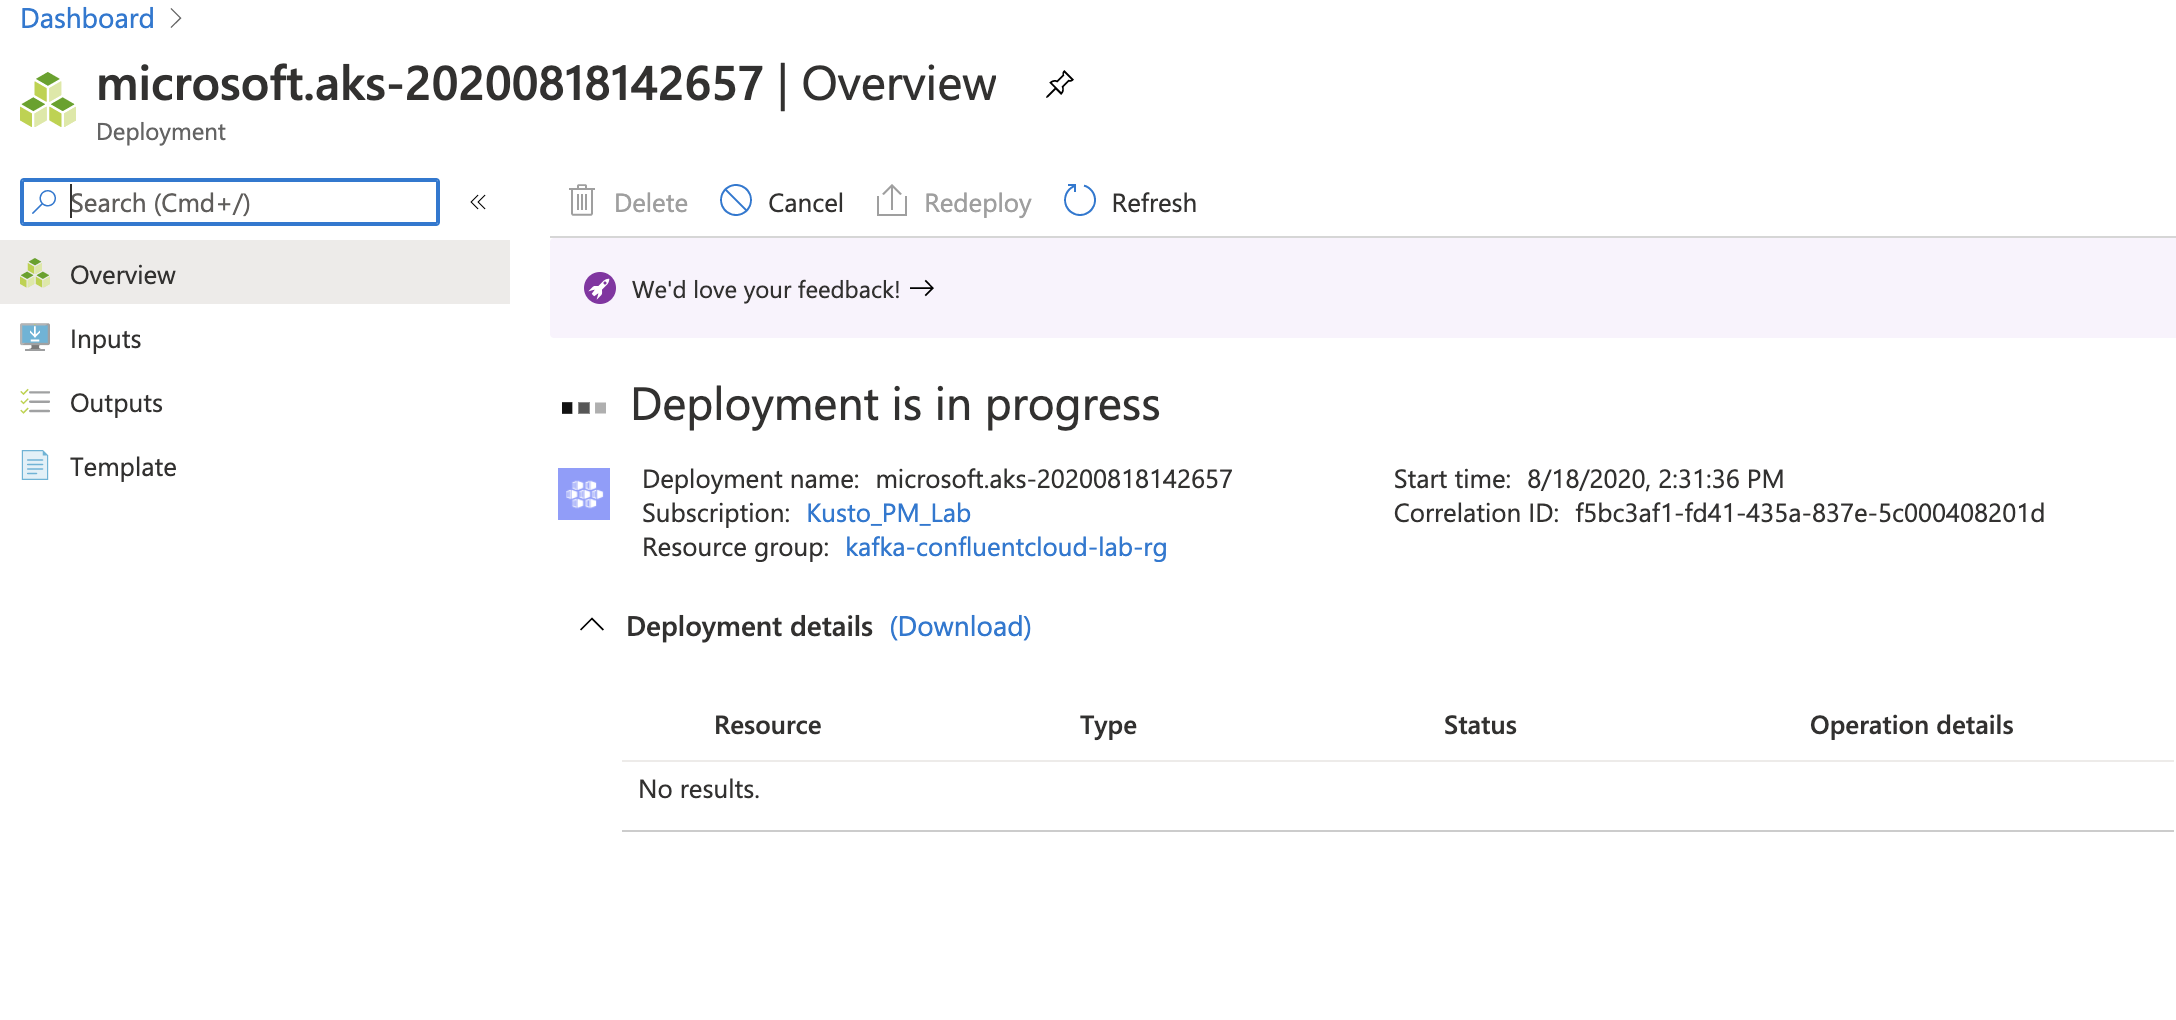 Dashboard
microsoft.aks-20200818142657 | Overview
Deployment
Search (Cmd+/)
Overview
Inputs
Outputs
Template
Delete Cancel Redeploy Refresh
We'd love your feedback! →
Deployment is in progress
Deployment name: microsoft.aks-20200818142657
Subscription: Kusto_PM_Lab
Resource group: kafka-confluentcloud-lab-rg
Start time: 8/18/2020, 2:31:36 PM
Correlation ID: f5bc3af1-fd41-435a-837e-5c000408201d
Deployment details (Download)
Resource Type Status Operation details
No results.